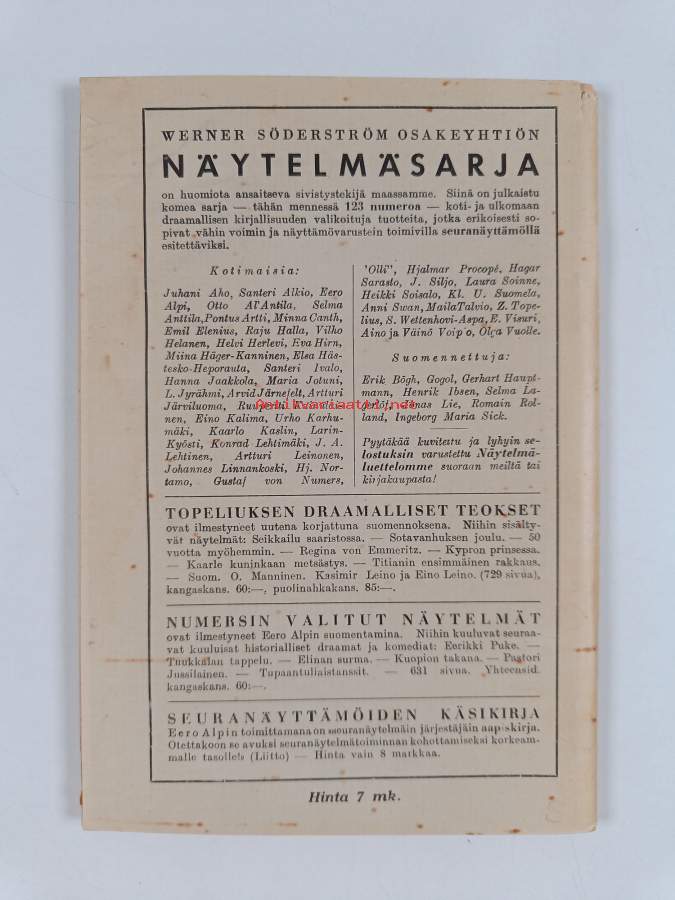 WERNER SÖDERSTRÖM OSAKEYHTIÖN
NÄYTELMÄSARJA
on huomiota ansaitseva sivistystekijä maassamme. Siinä on julkaistu
komea sarja — tähän mennessä 123 numeroa — koti- ja ulkomaan
draamallisen kirjallisuuden valikoituja tuotteita, jotka erikoisesti so-
pivat vähin voimin ja näyttämövarustein toimivilla seuranäyttämöllä
esitettäviksi.
Kotimaisia:
Juhani Aho, Santeri Alkio, Eero
Alpi, Otto Al'Antila, Selma
Anttila, Pontus Artti, Minna Canth,
Emil Elenius, Raju Halla, Vilho
Helanen, Helvi Herlevi, Eva Hirn,
Miina Häger-Kanninen, Elsa Häs-
tesko-Heporauta, Santeri Ivalo,
Hanna Jaakkola, Maria Jotuni,
L. Jyrähmi, Arvid Järnefelt, Artturi
Järviluoma,
nen, Eino Kalima, Urho Karhu-
mäki, Kaarlo Kaslin, Larin-
Kyösti, Konrad Lehtimäki, J. A.
Lehtinen, Artturi Leinonen,
Johannes Linnankoski, Hj. Nor-
tamo, Gustaf von Numers,
'Olli", Hjalmar Procopé, Hagar
Sarasto, J. Siljo, Laura Soinne,
Heikki Soisalo, Kl. U. Suomela,
Anni Swan, Maila Talvio, Z. Tope-
lius, S. Wettenhovi-Aspa, E. Visuri,
Aino ja Väinö Voip'o, Olga Vuolle.
Suomennettuja:
Erik Bögh, Gogol, Gerhart Haupt-
mann, Henrik Ibsen, Selma La-
gerlöf, Jonas Lie, Romain Rol-
land, Ingeborg Maria Sick.
Pyytäkää kuvitettu ja lyhyin se-
lostuksin varustettu Näytelmä-
luettelomme suoraan meiltä tai
kirjakaupasta!
Antikvariaatti.net
TOPELIUKSEN DRAAMALLISET TEOKSET
ovat ilmestyneet uutena korjattuna suomennoksena. Niihin sisälty-
vät näytelmät: Seikkailu saaristossa. — Sotavanhuksen joulu. — 50
vuotta myöhemmin. — Regina von Emmeritz. — Kypron prinsessa.
— Kaarle kuninkaan metsästys. — Titianin ensimmäinen rakkaus.
— Suom. O. Manninen, Kasimir Leino ja Eino Leino. (729 sivua),
kangaskans. 60:—, puolinahkakans. 85:—.
NUMERSIN VALITUT NÄYTELMÄT
ovat ilmestyneet Eero Alpin suomentamina. Niihin kuuluvat seuraa-
vat kuuluisat historialliset draamat ja komediat: Eerikki Puke. —
Tuukkalan tappelu. — Elinan surma. — Kuopion takana. — Pastori
Jussilainen. — Tupaantuliaistanssit. — 631 sivua. Yhteensid.
kangaskans. 60:—.
SEURANÄYTTÄMÖIDEN KÄSIKIRJA
Eero Alpin toimittamana on seuranäytelmäin järjestäjäin aapiskirja.
Otettakoon se avuksi seuranäytelmätoiminnan kohottamiseksi korkeam-
malle tasolle! (Liitto) — Hinta vain 8 markkaa.
Hinta 7 mk.